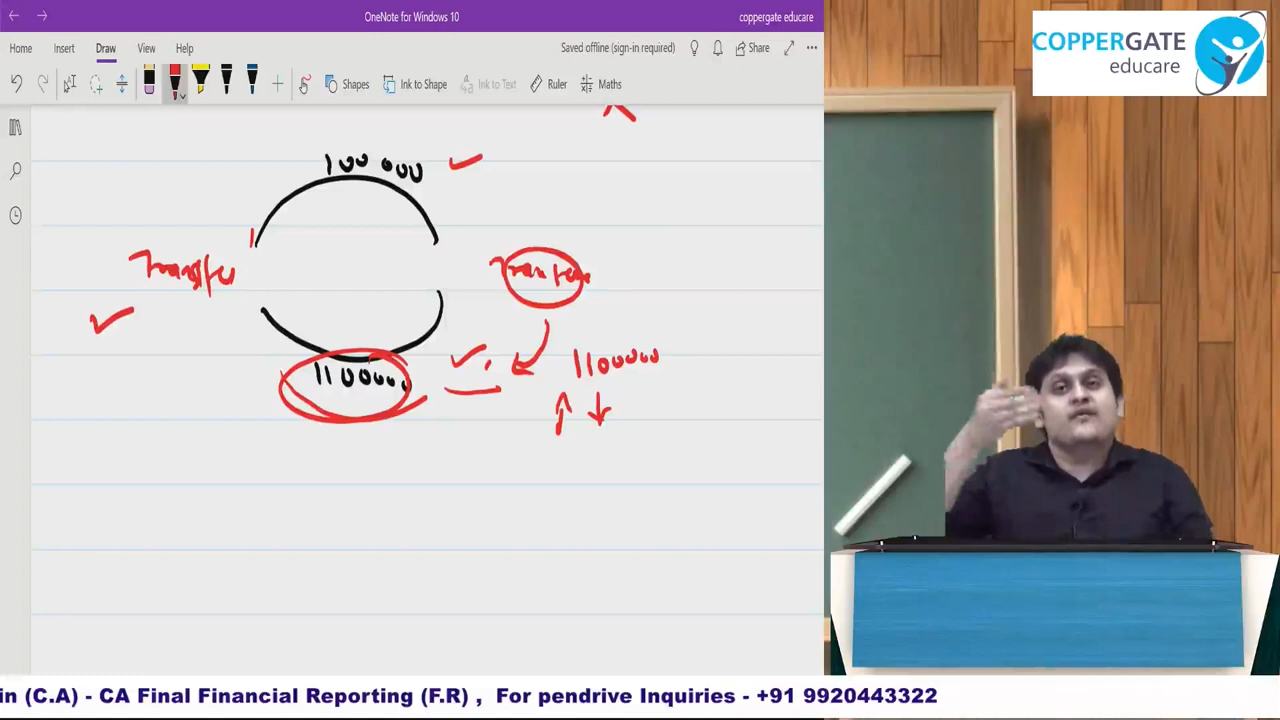 OneNote for Windows 10
coppergate educare
Home Insert Draw View Help
Saved offline (sign-in required)
Share
Shapes
Ink to Shape
Ink to Text
Ruler
Maths
COPPERGATE
educare
100 000
Transfer
Transfer
1100000
1100000
in (C.A) - CA Final Financial Reporting (F.R) , For pendrive Inquiries - +91 9920443322